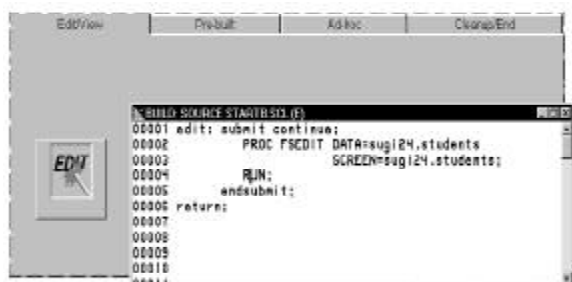 Edit/View Pre-built Ad-hoc Cleanup/End
BUILD: SOURCE STARTB.SCL (E)
00001 edit: submit continue;
00002 PROC FSEDIT DATA=sugi24.students
EDIT
00003 SCREEN=sugi24.students;
00004 RUN;
00005 endsubmit;
00006 return;
00007
00008
00009
00010